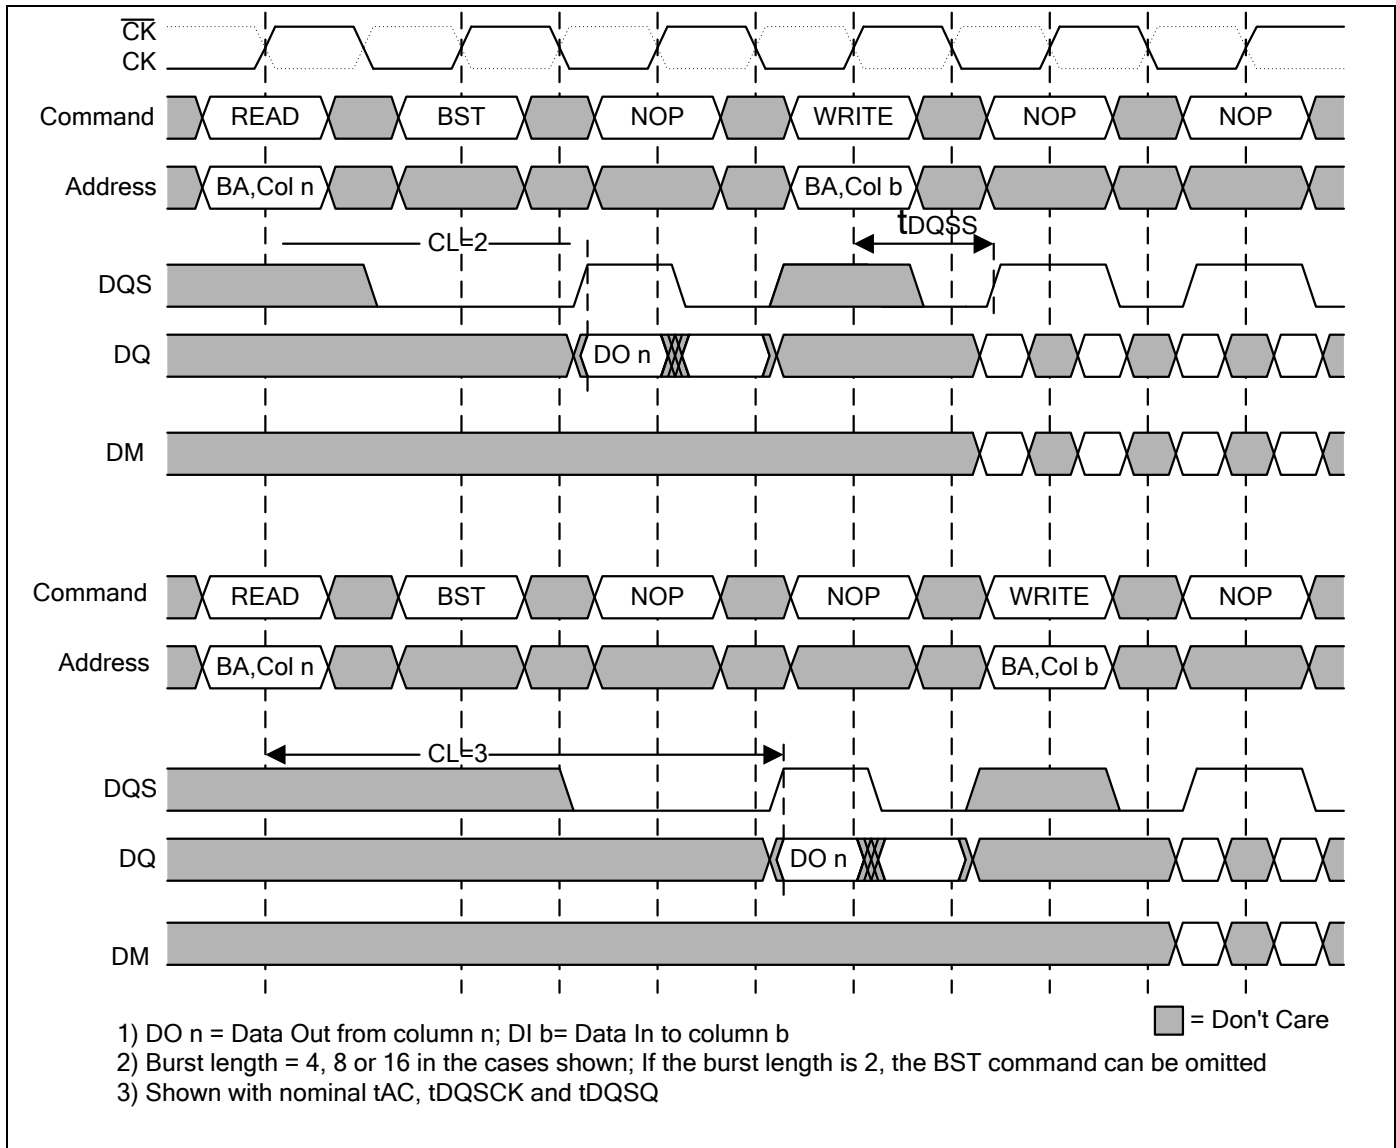 CK
CK
Command READ BST NOP WRITE NOP NOP
Address BA,Col n BA,Col b
tDQSS
CL=2
DQS
DQ DO n
DM
Command READ BST NOP NOP WRITE NOP
Address BA,Col n BA,Col b
CL=3
DQS
DQ DO n
DM
= Don't Care
1) DO n = Data Out from column n; DI b= Data In to column b
2) Burst length = 4, 8 or 16 in the cases shown; If the burst length is 2, the BST command can be omitted
3) Shown with nominal tAC, tDQSCK and tDQSQ